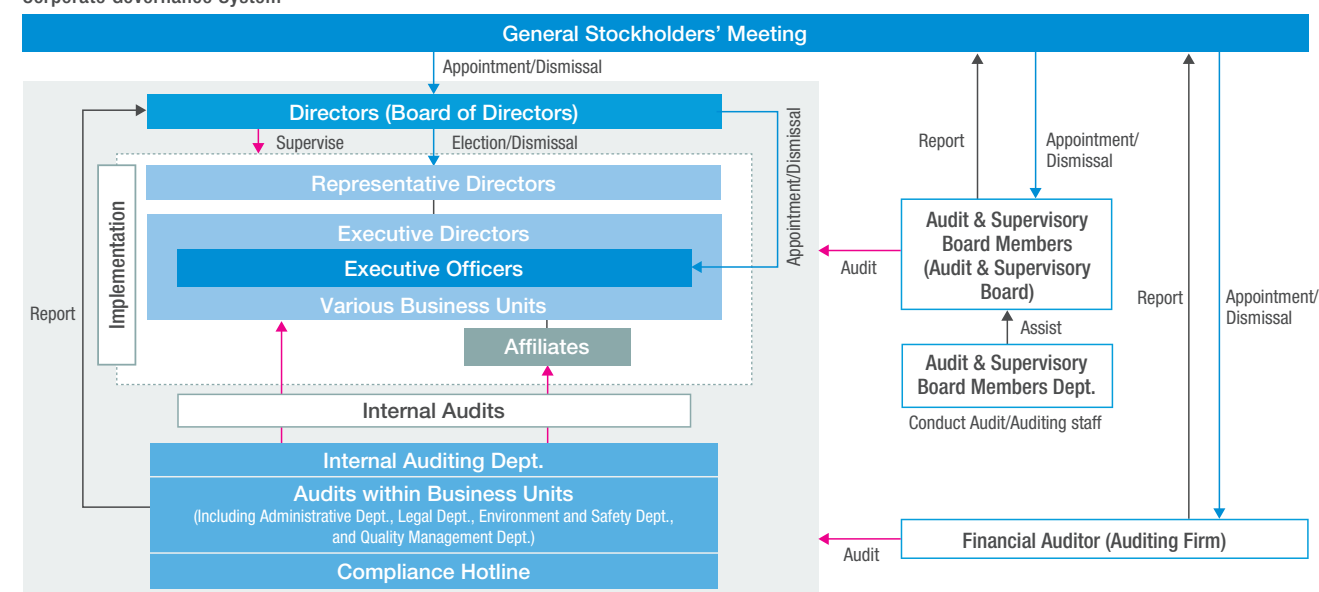 Corporate Governance System
General Stockholders’ Meeting
Appointment/Dismissal
Directors (Board of Directors)
Supervise
Election/Dismissal
Representative Directors
Executive Directors
Executive Officers
Various Business Units
Affiliates
Implementation
Appointment/Dismissal
Report
Internal Audits
Internal Auditing Dept.
Audits within Business Units
(Including Administrative Dept., Legal Dept., Environment and Safety Dept.,
and Quality Management Dept.)
Compliance Hotline
Report
Appointment/
Dismissal
Audit & Supervisory
Board Members
(Audit & Supervisory
Board)
Audit
Assist
Audit & Supervisory
Board Members Dept.
Conduct Audit/Auditing staff
Report
Appointment/
Dismissal
Financial Auditor (Auditing Firm)
Audit